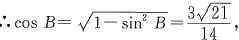 ∴cos B=√(1−sin² B)=3√21/14,